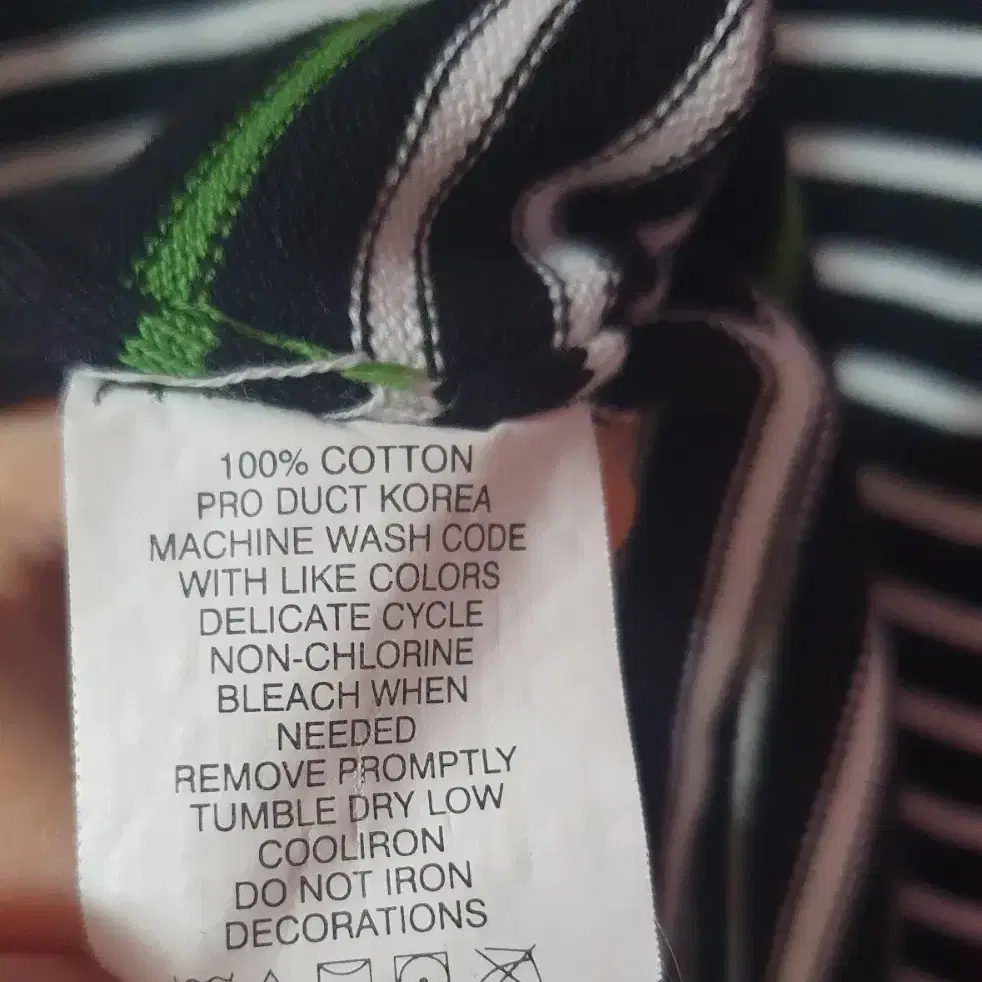 100% COTTON
PRO DUCT KOREA
MACHINE WASH CODE
WITH LIKE COLORS
DELICATE CYCLE
NON-CHLORINE
BLEACH WHEN
NEEDED
REMOVE PROMPTLY
TUMBLE DRY LOW
COOLIRON
DO NOT IRON
DECORATIONS